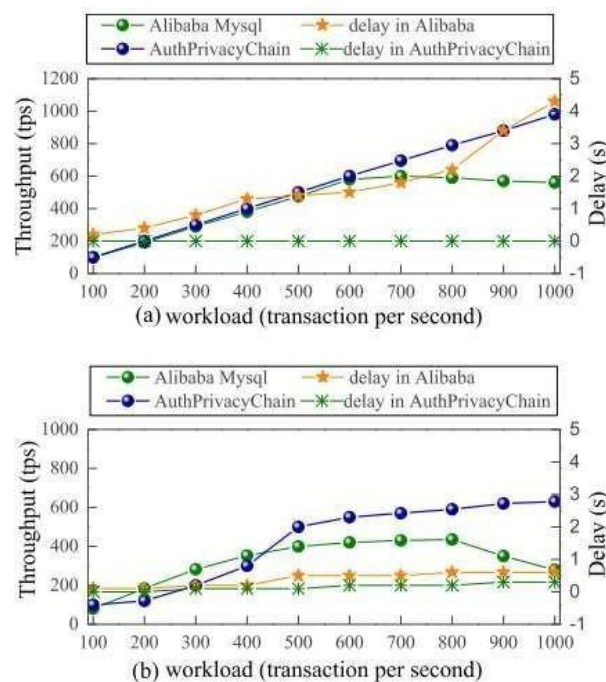 Alibaba Mysql delay in Alibaba
AuthPrivacyChain delay in AuthPrivacyChain
1200 5
1000 4
800 3
600 2
400 1
200 0
0 -1
Throughput (tps)
Delay (s)
100 200 300 400 500 600 700 800 900 1000
(a) workload (transaction per second)
Alibaba Mysql delay in Alibaba
AuthPrivacyChain delay in AuthPrivacyChain
1000 5
4
800 3
600 2
400 1
200 0
0 -1
Throughput (tps)
Delay (s)
100 200 300 400 500 600 700 800 900 1000
(b) workload (transaction per second)